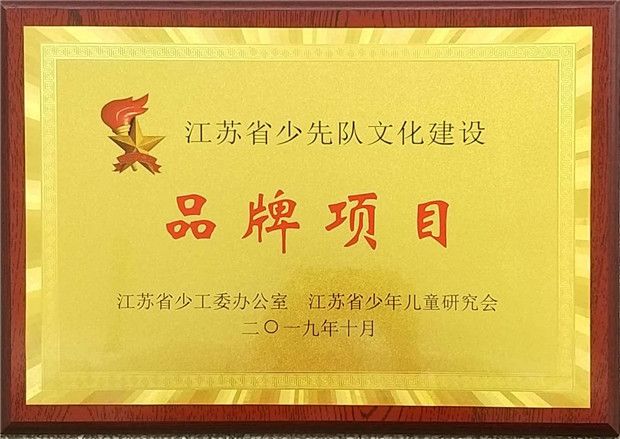 江苏省少先队文化建设
品牌项目
江苏省少工委办公室 江苏省少年儿童研究会
二〇一九年十月